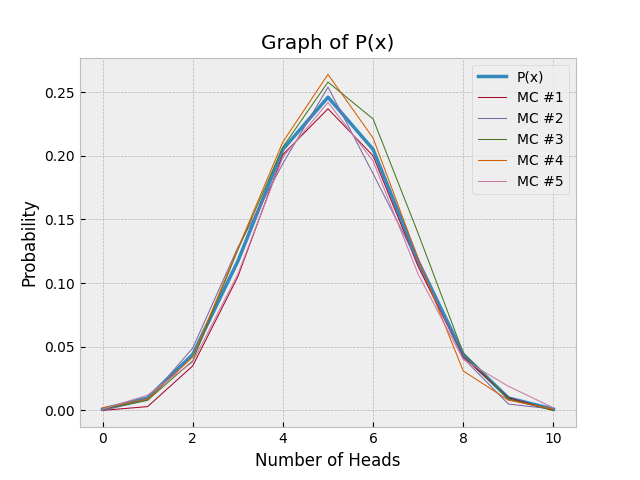 Graph of P(x)
P(x)
MC #1
MC #2
MC #3
MC #4
MC #5
0.25
0.20
0.15
0.10
0.05
0.00
Probability
0 2 4 6 8 10
Number of Heads